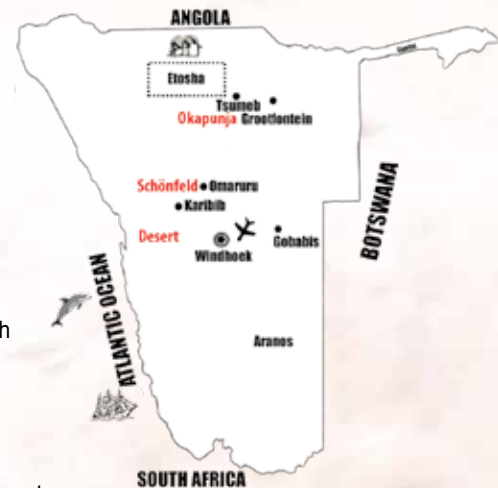 ANGOLA
Etosha
Tsumeb
Okapunja Grootfontein
Schönfeld Omaruru
Karibib
Desert
Gobabis
Windhoek
BOTSWANA
ATLANTIC OCEAN
h
Aranos
SOUTH AFRICA